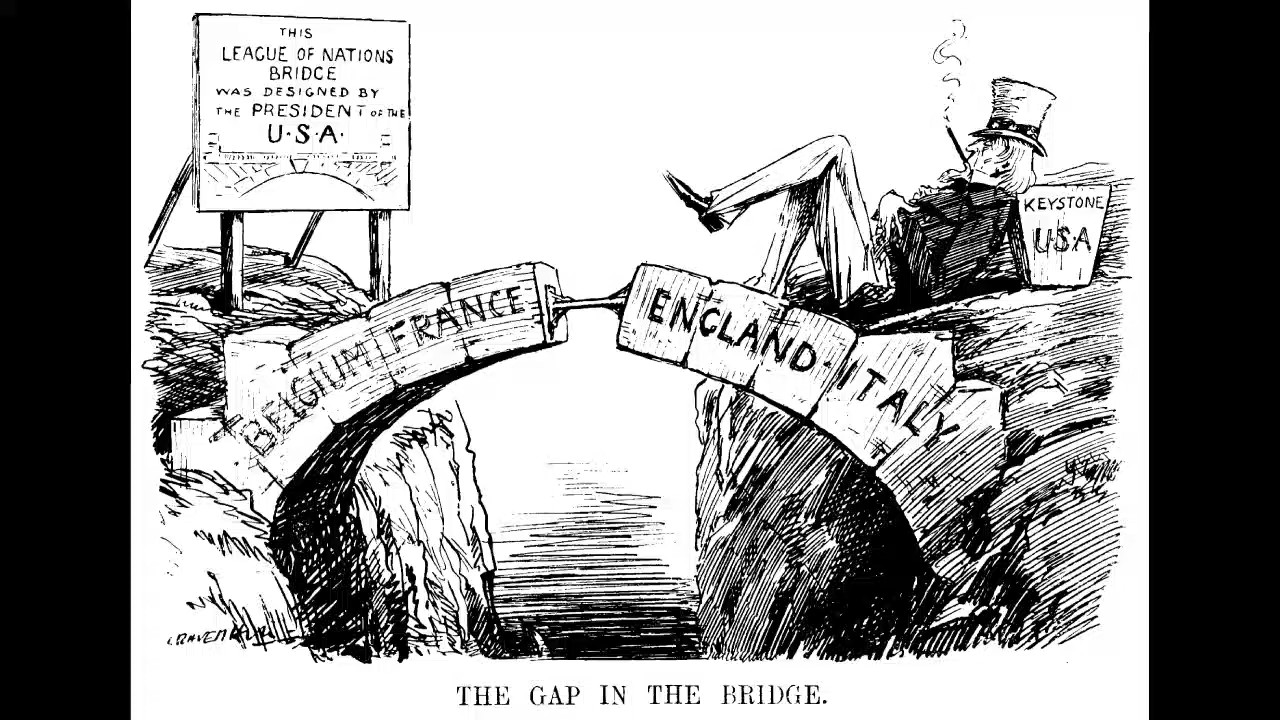 THIS
LEAGUE OF NATIONS
BRIDGE
WAS DESIGNED BY
THE PRESIDENT OF THE
U.S.A.
KEYSTONE
U.S.A
BELGIUM FRANCE
ENGLAND · ITALY
THE GAP IN THE BRIDGE.